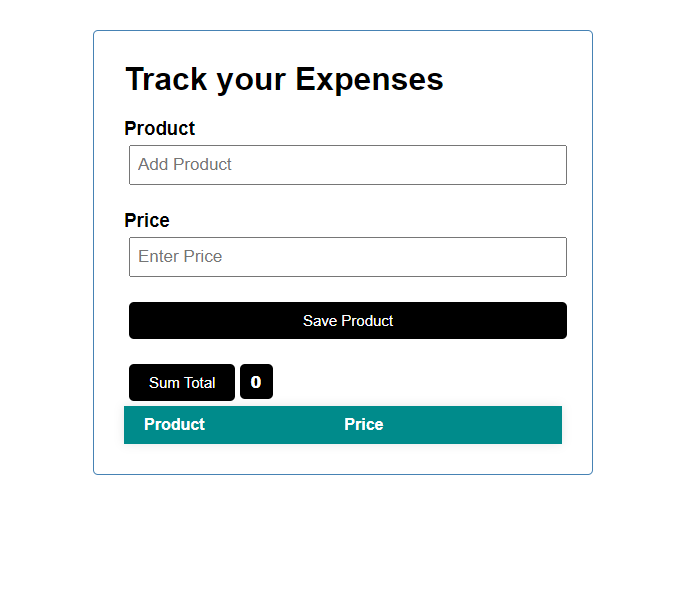 Track your Expenses
Product
Add Product
Price
Enter Price
Save Product
Sum Total 0
Product Price